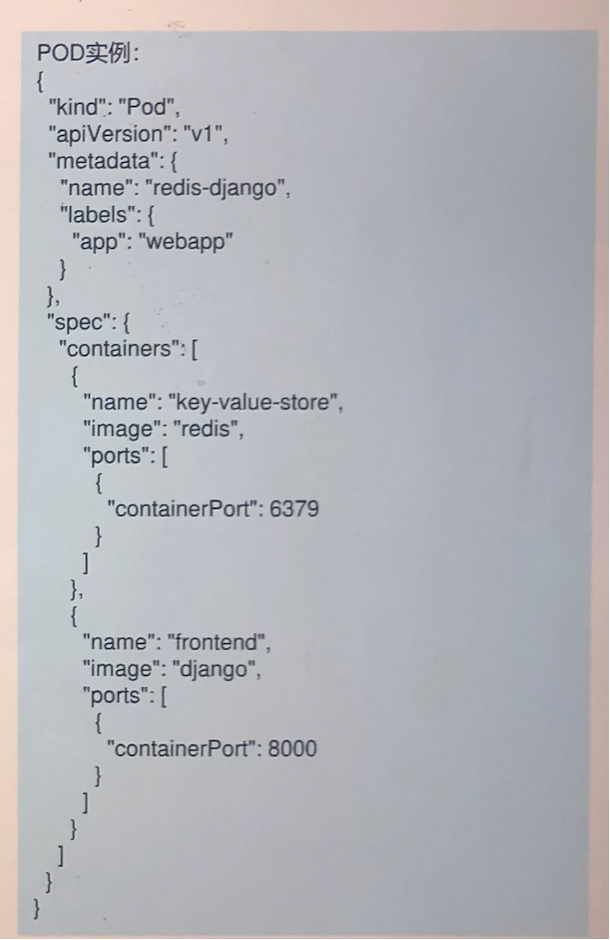 POD实例：
{
"kind": "Pod",
"apiVersion": "v1",
"metadata": {
"name": "redis-django",
"labels": {
"app": "webapp"
}
},
"spec": {
"containers": [
{
"name": "key-value-store",
"image": "redis",
"ports": [
{
"containerPort": 6379
}
]
},
{
"name": "frontend",
"image": "django",
"ports": [
{
"containerPort": 8000
}
]
}
]
}
}